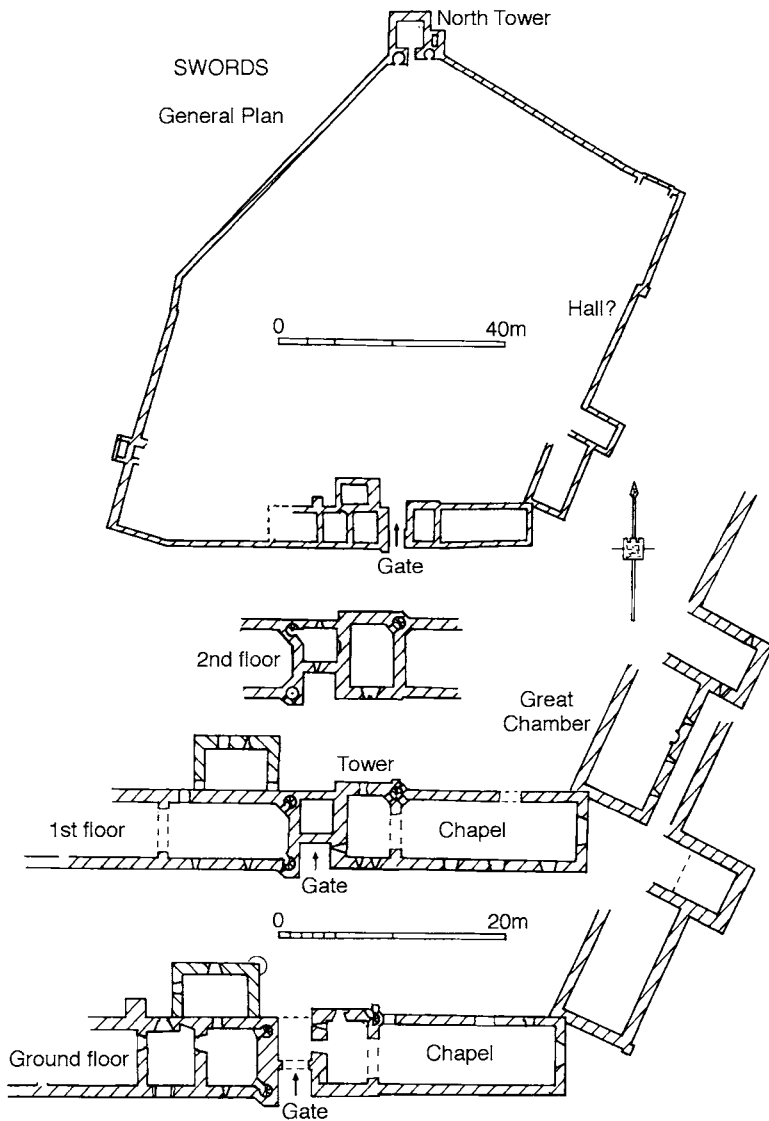 North Tower
SWORDS
General Plan
Hall?
0 40m
Gate
2nd floor
Great
Chamber
Tower
1st floor
Chapel
Gate
0 20m
Ground floor
Chapel
Gate